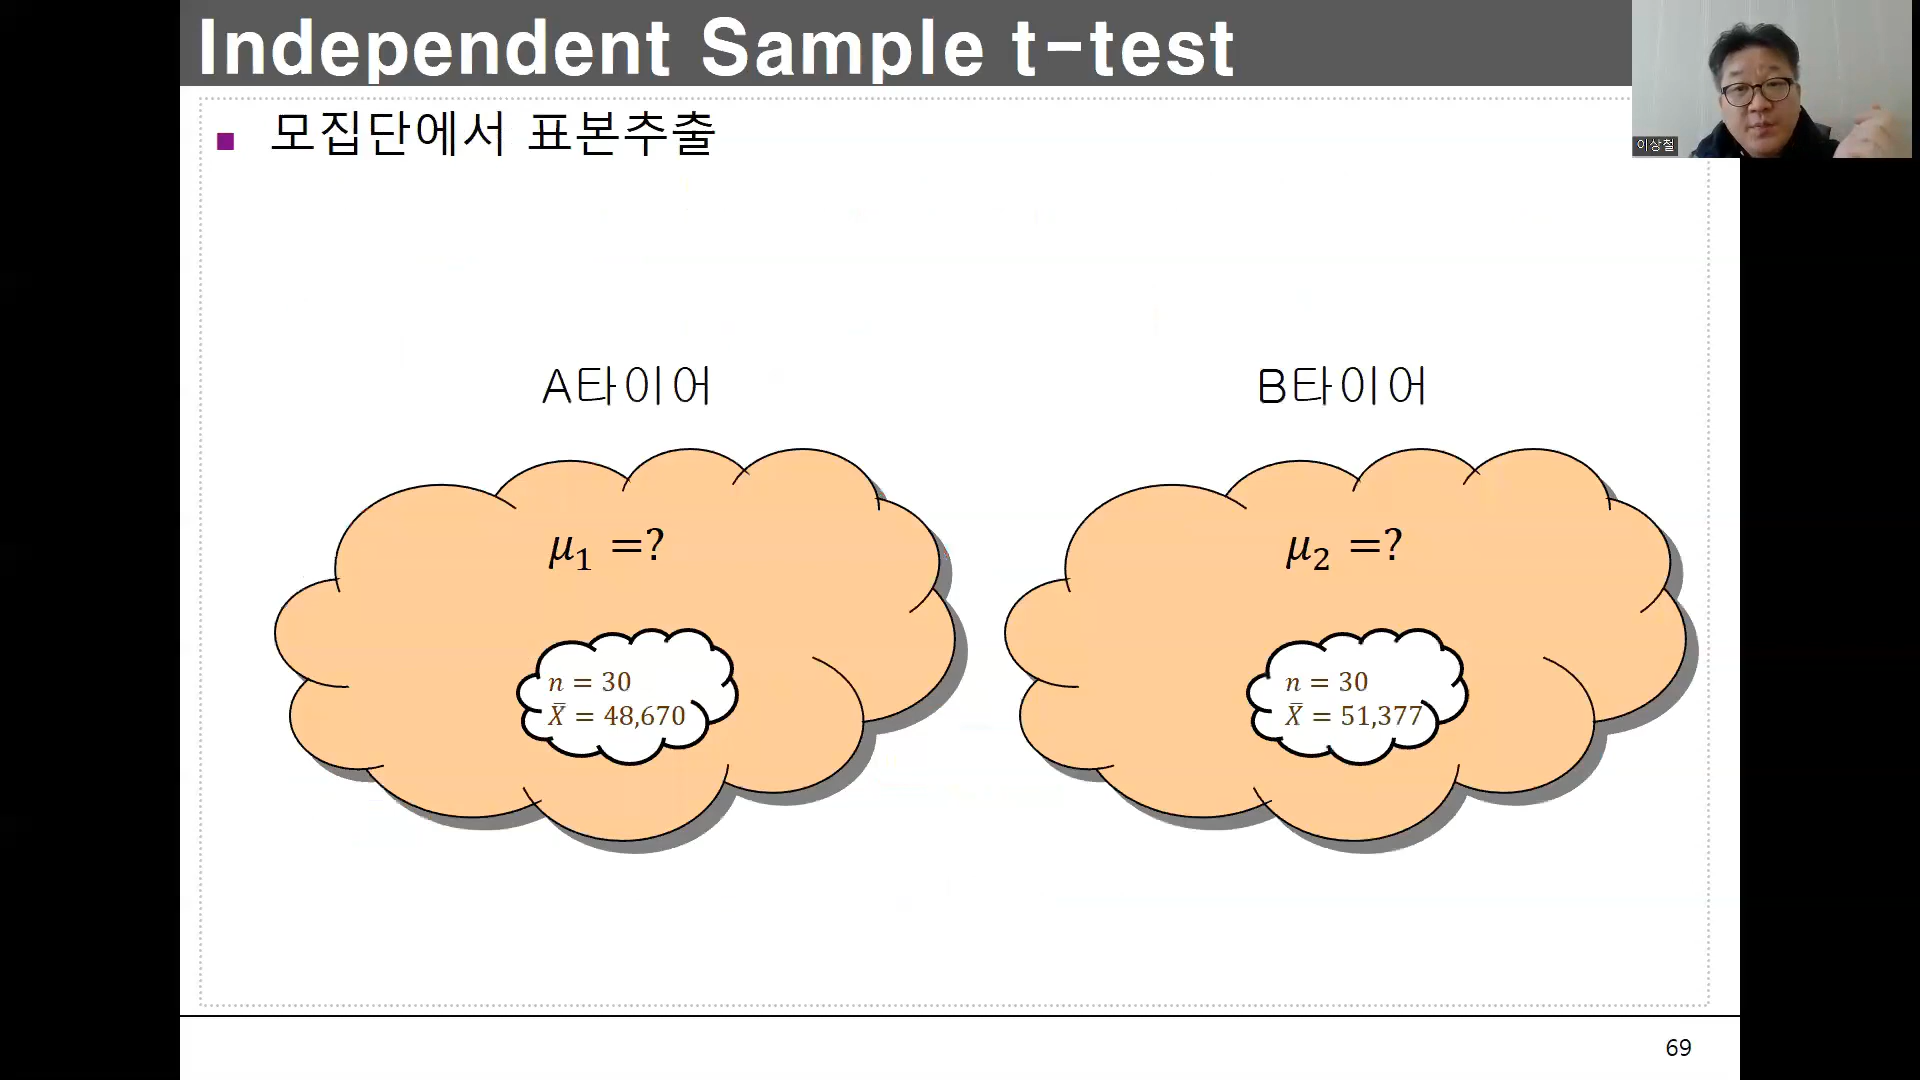 Independent Sample t-test
이상철
■ 모집단에서 표본추출
A타이어
B타이어
μ₁ =?
μ₂ =?
n = 30
X̄ = 48,670
n = 30
X̄ = 51,377
69